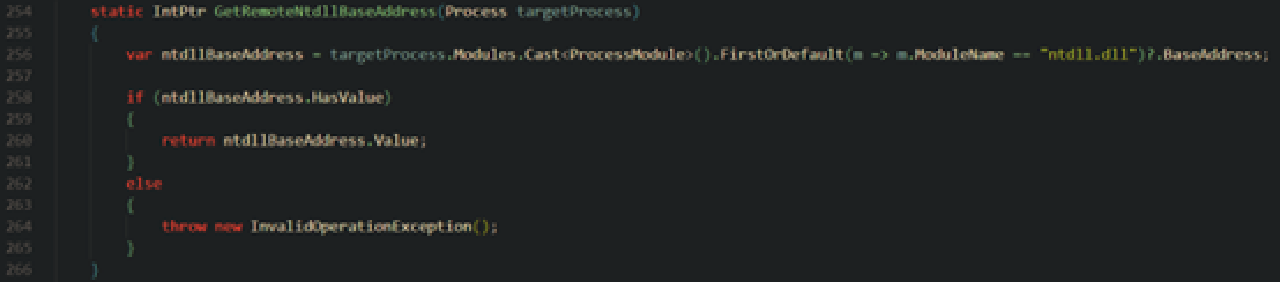 254 static IntPtr GetRemoteNtdllBaseAddress(Process targetProcess)
255 {
256 var ntdllBaseAddress = targetProcess.Modules.Cast<ProcessModule>().FirstOrDefault(m => m.ModuleName == "ntdll.dll")?.BaseAddress;
257
258 if (ntdllBaseAddress.HasValue)
259 {
260 return ntdllBaseAddress.Value;
261 }
262 else
263 {
264 throw new InvalidOperationException();
265 }
266 }